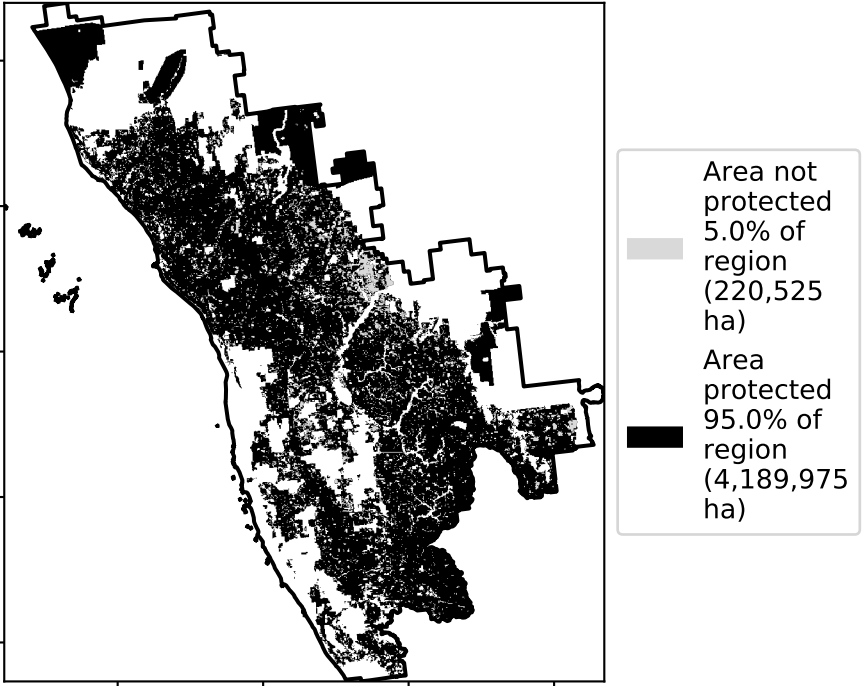 Area not
protected
5.0% of
region
(220,525
ha)
Area
protected
95.0% of
region
(4,189,975
ha)